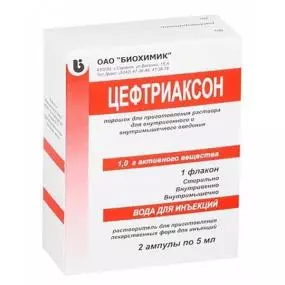 ОАО "БИОХИМИК"
ЦЕФТРИАКСОН
порошок для приготовления раствора
для внутривенного и
внутримышечного введения
1,0 г активного вещества
1 флакон
Стерильно
Внутривенно
Внутримышечно
ВОДА ДЛЯ ИНЪЕКЦИЙ
растворитель для приготовления
лекарственных форм для инъекций
2 ампулы по 5 мл